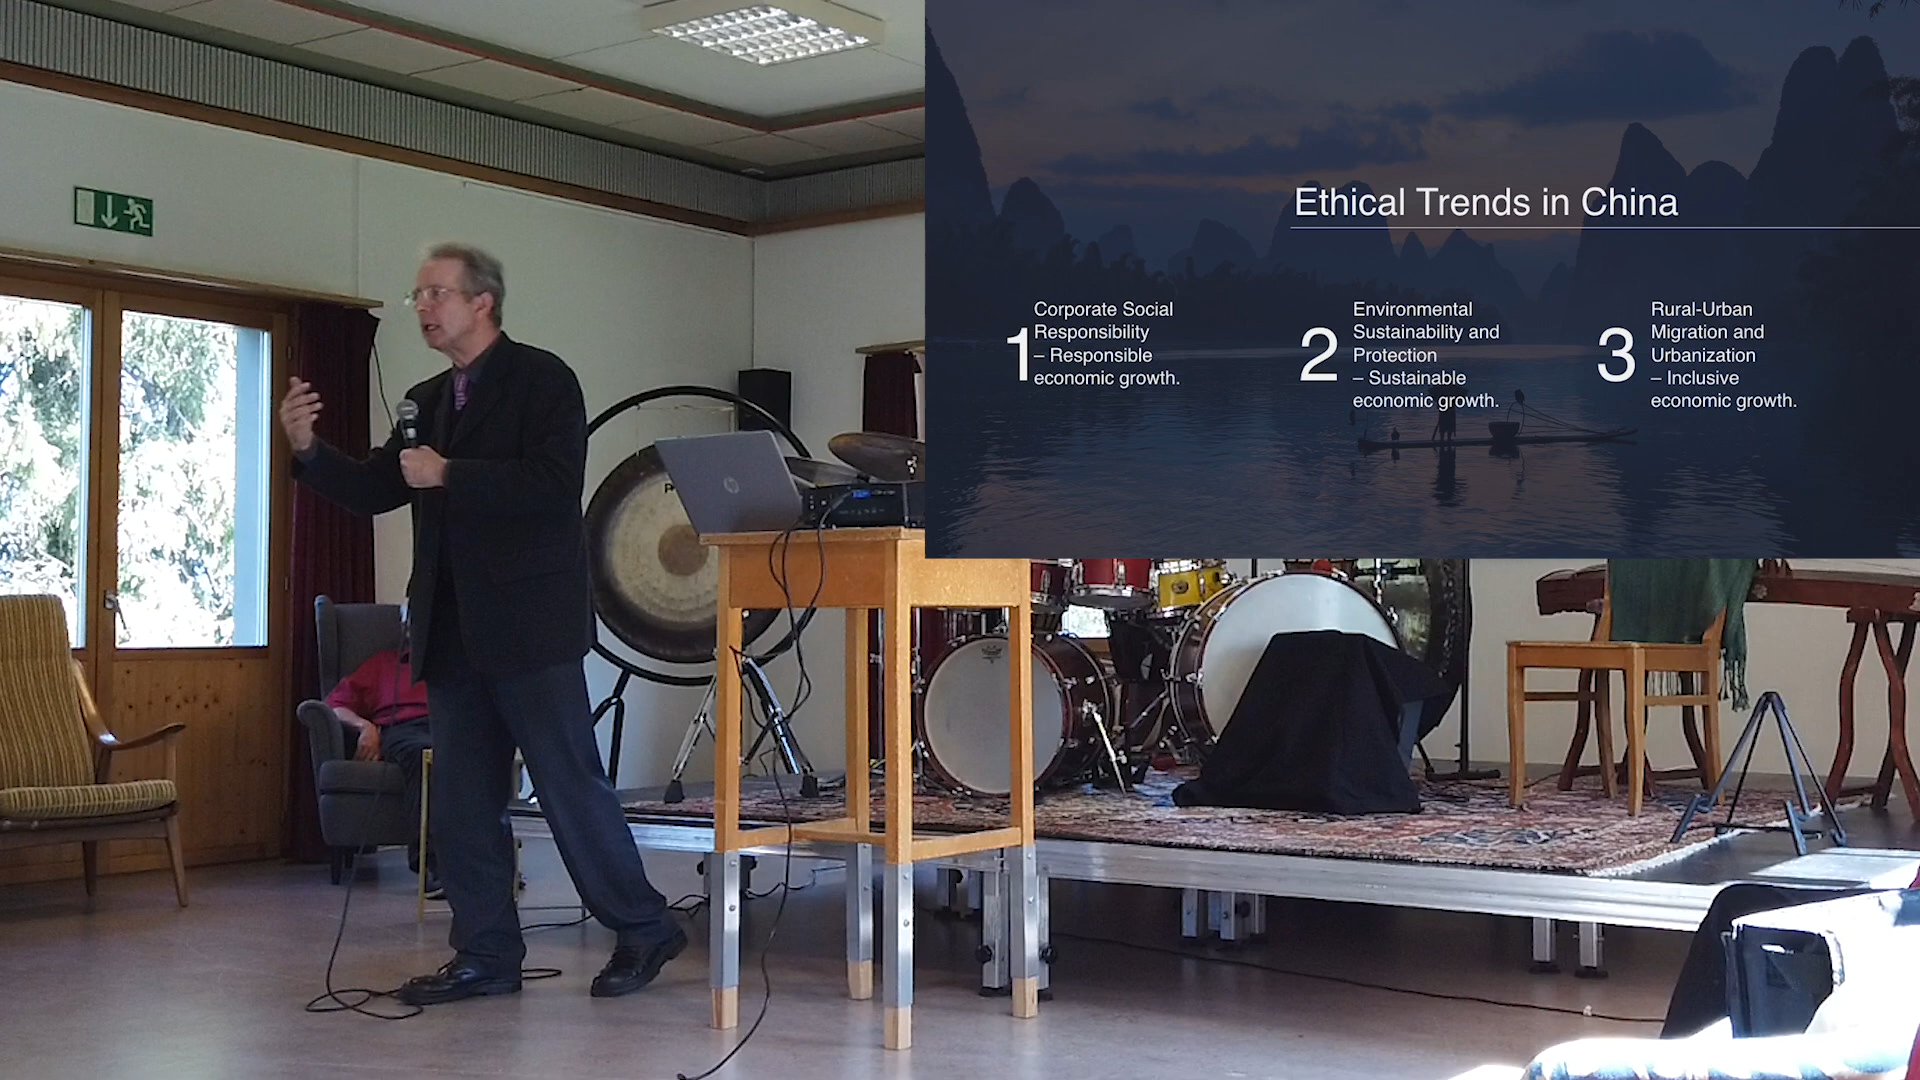 Ethical Trends in China
1
Corporate Social
Responsibility
– Responsible
economic growth.
2
Environmental
Sustainability and
Protection
– Sustainable
economic growth.
3
Rural-Urban
Migration and
Urbanization
– Inclusive
economic growth.
hp